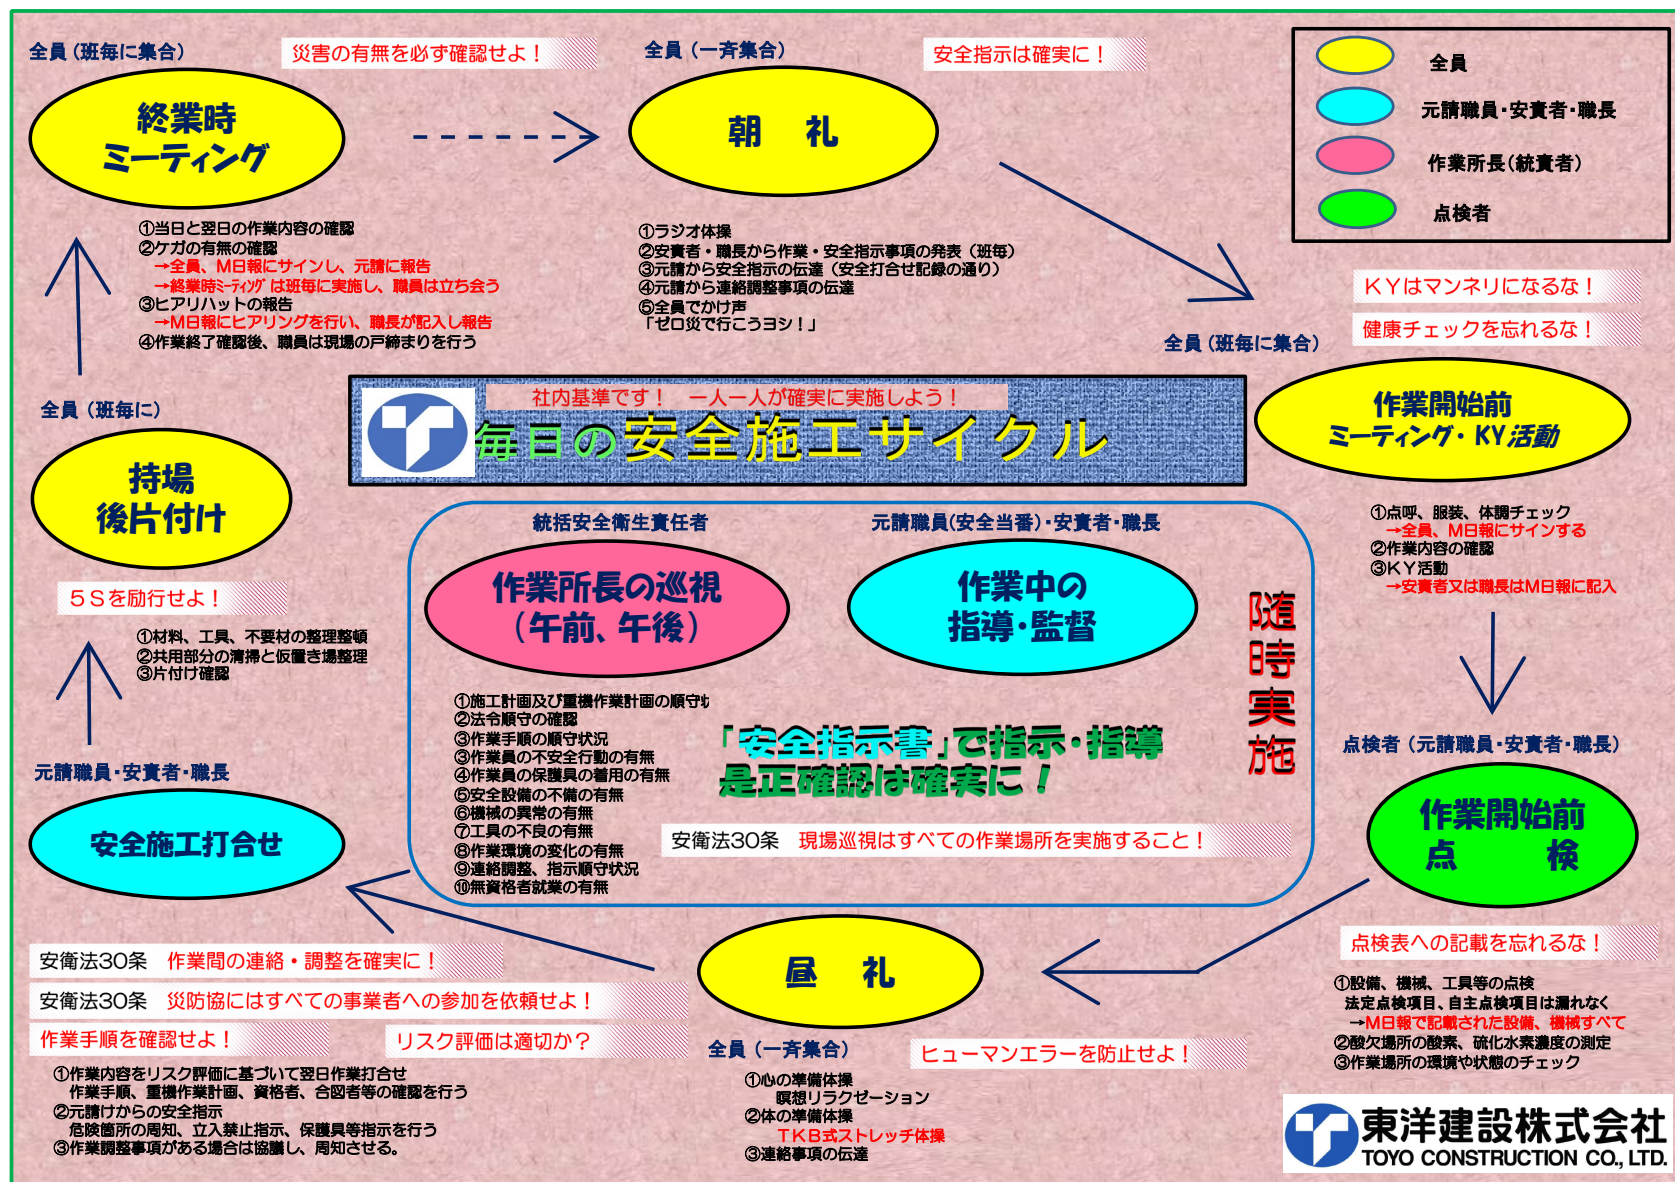 全員（班毎に集合）
災害の有無を必ず確認せよ！
終業時
ミーティング
①当日と翌日の作業内容の確認
②ケガの有無の確認
→全員、M日報にサインし、元請に報告
→終業時ﾐｰﾃｨﾝｸﾞは班毎に実施し、職員は立ち会う
③ヒアリハットの報告
→M日報にヒアリングを行い、職長が記入し報告
④作業終了確認後、職員は現場の戸締まりを行う
全員（一斉集合）
安全指示は確実に！
朝　礼
①ラジオ体操
②安責者・職長から作業・安全指示事項の発表（班毎）
③元請から安全指示の伝達（安全打合せ記録の通り）
④元請から連絡調整事項の伝達
⑤全員でかけ声
「ゼロ災で行こうヨシ！」
全員
元請職員･安責者･職長
作業所長(統責者)
点検者
KYはマンネリになるな！
健康チェックを忘れるな！
全員（班毎に集合）
作業開始前
ミーティング・KY活動
①点呼、服装、体調チェック
→全員、M日報にサインする
②作業内容の確認
③KY活動
→安責者又は職長はM日報に記入
社内基準です！　一人一人が確実に実施しよう！
毎日の安全施工サイクル
全員（班毎に）
持場
後片付け
5Sを励行せよ！
①材料、工具、不要材の整理整頓
②共用部分の清掃と仮置き場整理
③片付け確認
統括安全衛生責任者
作業所長の巡視
（午前、午後）
①施工計画及び重機作業計画の順守状
②法令順守の確認
③作業手順の順守状況
③作業員の不安全行動の有無
④作業員の保護具の着用の有無
⑤安全設備の不備の有無
⑥機械の異常の有無
⑦工具の不良の有無
⑧作業環境の変化の有無
⑨連絡調整、指示順守状況
⑩無資格者就業の有無
元請職員(安全当番)･安責者･職長
作業中の
指導･監督
随時実施
「安全指示書」で指示・指導
是正確認は確実に！
安衛法30条　現場巡視はすべての作業場所を実施すること！
点検者（元請職員･安責者･職長）
作業開始前
点　　検
点検表への記載を忘れるな！
①設備、機械、工具等の点検
法定点検項目、自主点検項目は漏れなく
→M日報で記載された設備、機械すべて
②酸欠場所の酸素、硫化水素濃度の測定
③作業場所の環境や状態のチェック
元請職員･安責者･職長
安全施工打合せ
安衛法30条　作業間の連絡・調整を確実に！
安衛法30条　災防協にはすべての事業者への参加を依頼せよ！
作業手順を確認せよ！
リスク評価は適切か？
①作業内容をリスク評価に基づいて翌日作業打合せ
作業手順、重機作業計画、資格者、合図者等の確認を行う
②元請けからの安全指示
危険箇所の周知、立入禁止指示、保護具等指示を行う
③作業調整事項がある場合は協議し、周知させる。
昼　礼
全員（一斉集合）
ヒューマンエラーを防止せよ！
①心の準備体操
瞑想リラクゼーション
②体の準備体操
TKB式ストレッチ体操
③連絡事項の伝達
東洋建設株式会社
TOYO CONSTRUCTION CO., LTD.